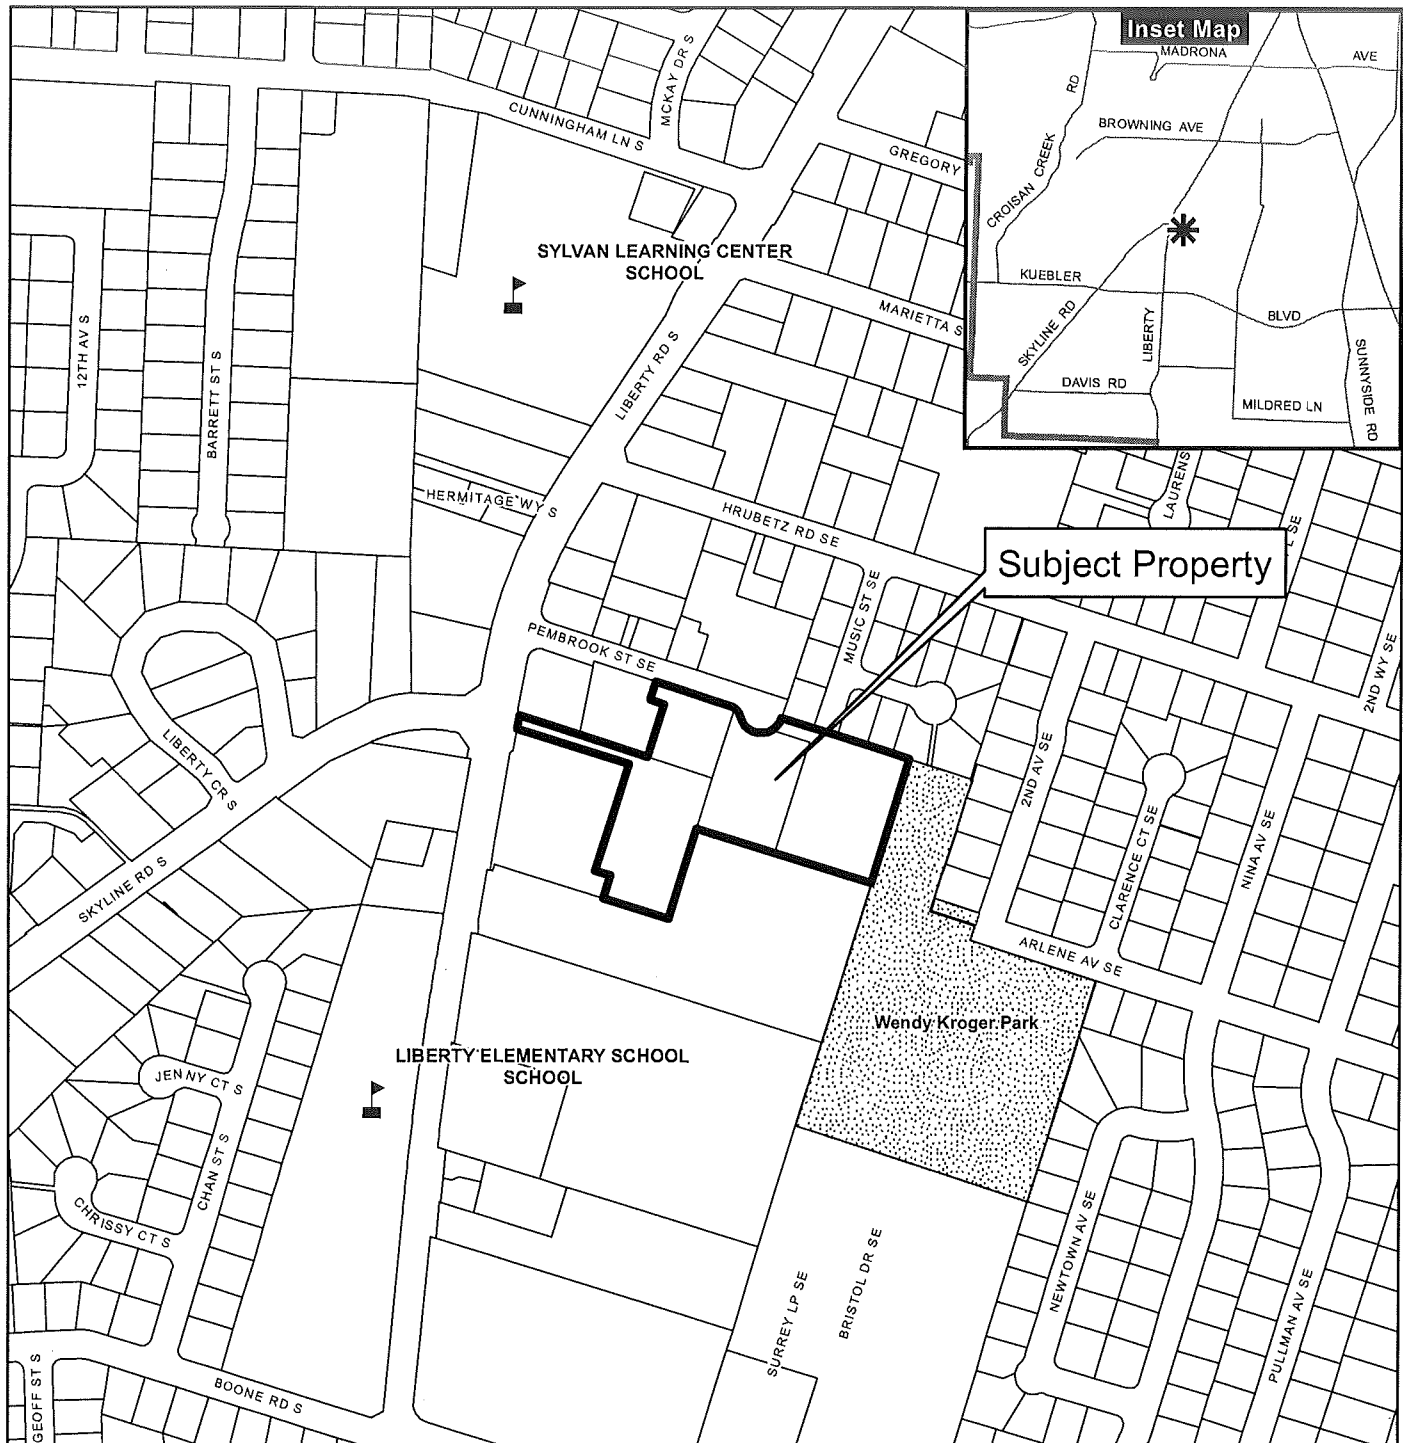 Inset Map
MADRONA
AVE
RD
BROWNING AVE
CROISAN CREEK
KUEBLER
BLVD
SKYLINE RD
LIBERTY
DAVIS RD
MILDRED LN
SUNNYSIDE RD
MCKAY DR S
CUNNINGHAM LN S
GREGORY
SYLVAN LEARNING CENTER
SCHOOL
MARIETTA S
12TH AV S
BARRETT ST S
LIBERTY RD S
HERMITAGE WY S
HRUBETZ RD SE
LAURENS
L SE
Subject Property
MUSIC ST SE
PEMBROOK ST SE
2ND WY SE
LIBERTY CR S
2ND AV SE
CLARENCE CT SE
NINA AV SE
SKYLINE RD S
ARLENE AV SE
Wendy Kroger Park
LIBERTY ELEMENTARY SCHOOL
SCHOOL
JENNY CT S
CHAN ST S
CHRISSY CT S
NEWTOWN AV SE
BRISTOL DR SE
SURREY LP SE
PULLMAN AV SE
GEOFF ST S
BOONE RD S